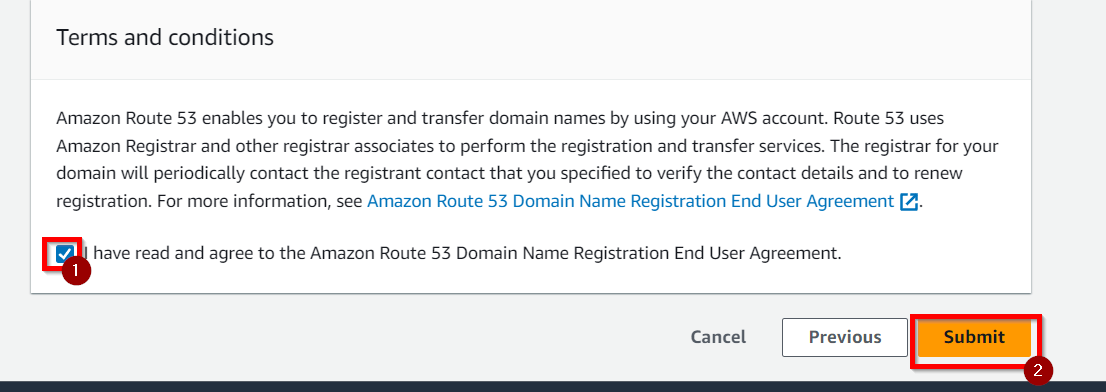 Terms and conditions
Amazon Route 53 enables you to register and transfer domain names by using your AWS account. Route 53 uses
Amazon Registrar and other registrar associates to perform the registration and transfer services. The registrar for your
domain will periodically contact the registrant contact that you specified to verify the contact details and to renew
registration. For more information, see Amazon Route 53 Domain Name Registration End User Agreement.
I have read and agree to the Amazon Route 53 Domain Name Registration End User Agreement.
1
Cancel Previous Submit
2